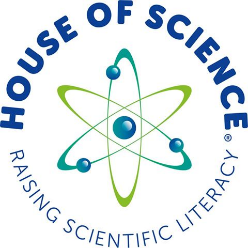 HOUSE OF SCIENCE®
RAISING SCIENTIFIC LITERACY